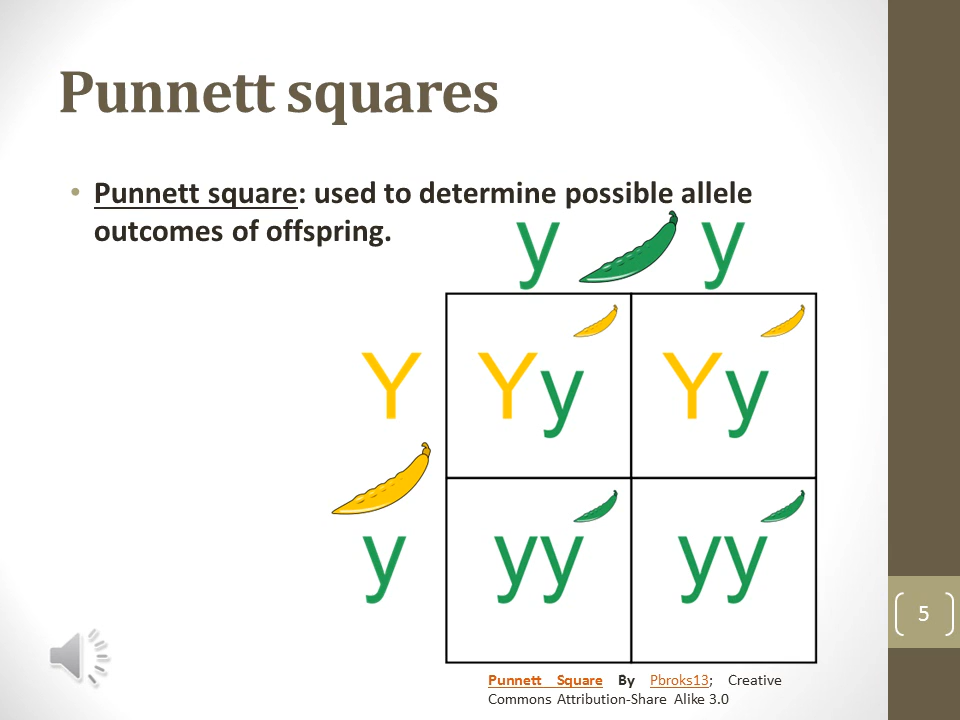 Punnett squares
• Punnett square: used to determine possible allele
outcomes of offspring.
y y
Y Yy Yy
y yy yy
5
Punnett Square By Pbroks13; Creative
Commons Attribution-Share Alike 3.0